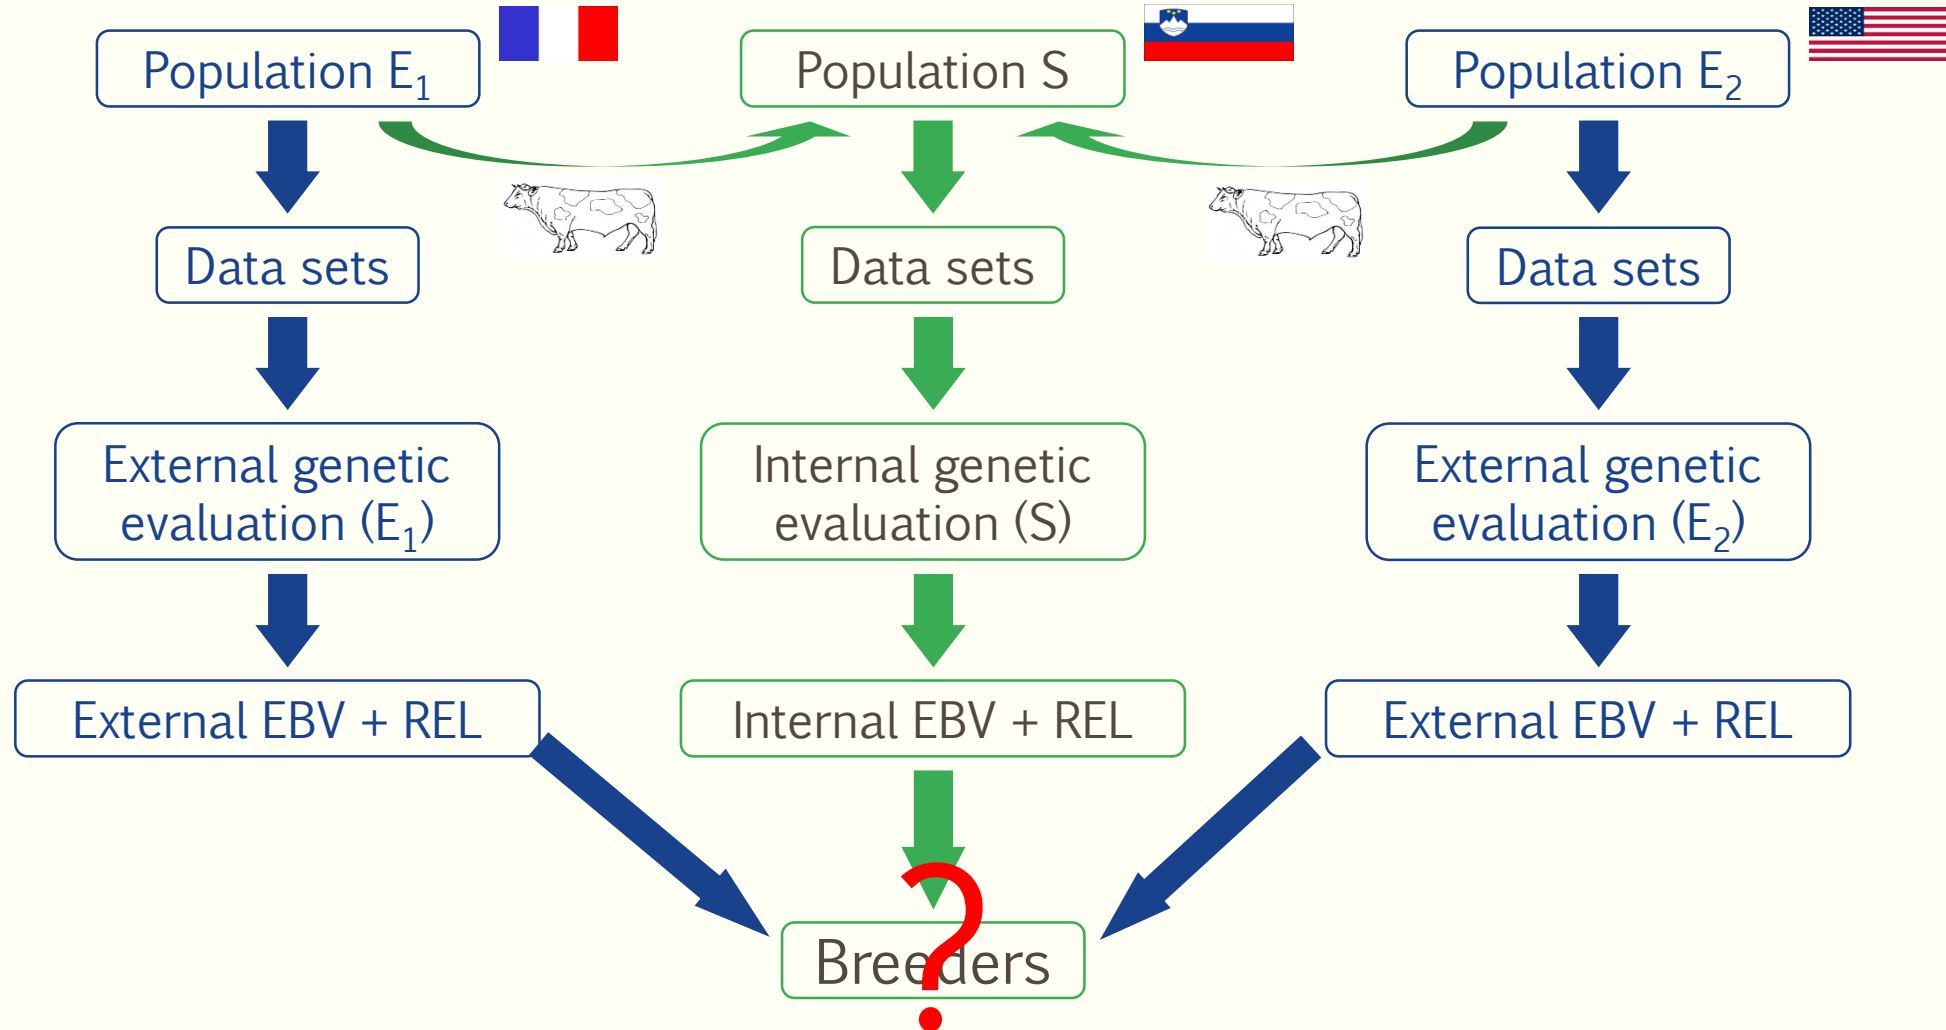 Population E₁
Population S
Population E₂
Data sets
Data sets
Data sets
External genetic
evaluation (E₁)
Internal genetic
evaluation (S)
External genetic
evaluation (E₂)
External EBV + REL
Internal EBV + REL
External EBV + REL
?
Breeders